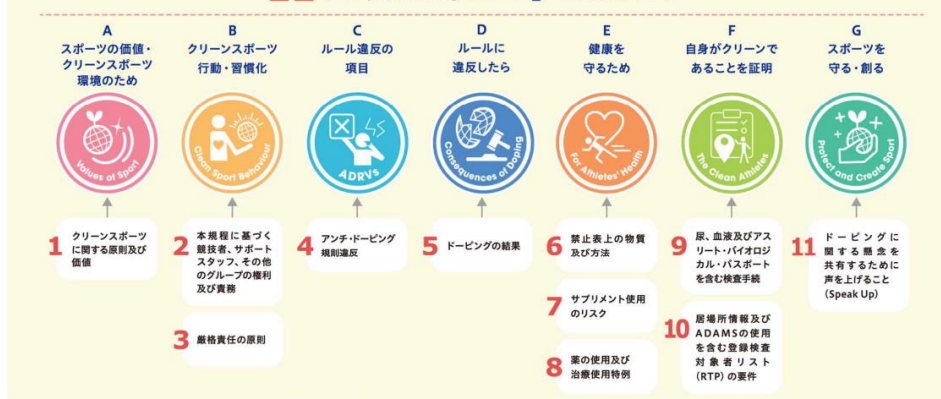 A
スポーツの価値・
クリーンスポーツ
環境のため
B
クリーンスポーツ
行動・習慣化
C
ルール違反の
項目
D
ルールに
違反したら
E
健康を
守るため
F
自身がクリーンで
あることを証明
G
スポーツを
守る・創る
Values of Sport
Clean Sport Behaviour
ADRVs
Consequences of Doping
For Athletes' Health
The Clean Athletes
Protect and Create Sport
1
クリーンスポーツ
に関する原則及び
価値
2
本規程に基づく
競技者、サポート
スタッフ、その他
のグループの権利
及び責務
3
厳格責任の原則
4
アンチ・ドーピング
規則違反
5
ドーピングの結果
6
禁止表上の物質
及び方法
7
サプリメント使用
のリスク
8
薬の使用及び
治療使用特例
9
尿、血液及びアス
リート・バイオロジ
カル・パスポート
を含む検査手続
10
居場所情報及び
ADAMSの使用
を含む登録検査
対象者リスト
(RTP)の要件
11
ドーピングに
関する懸念を
共有するために
声を上げること
(Speak Up)